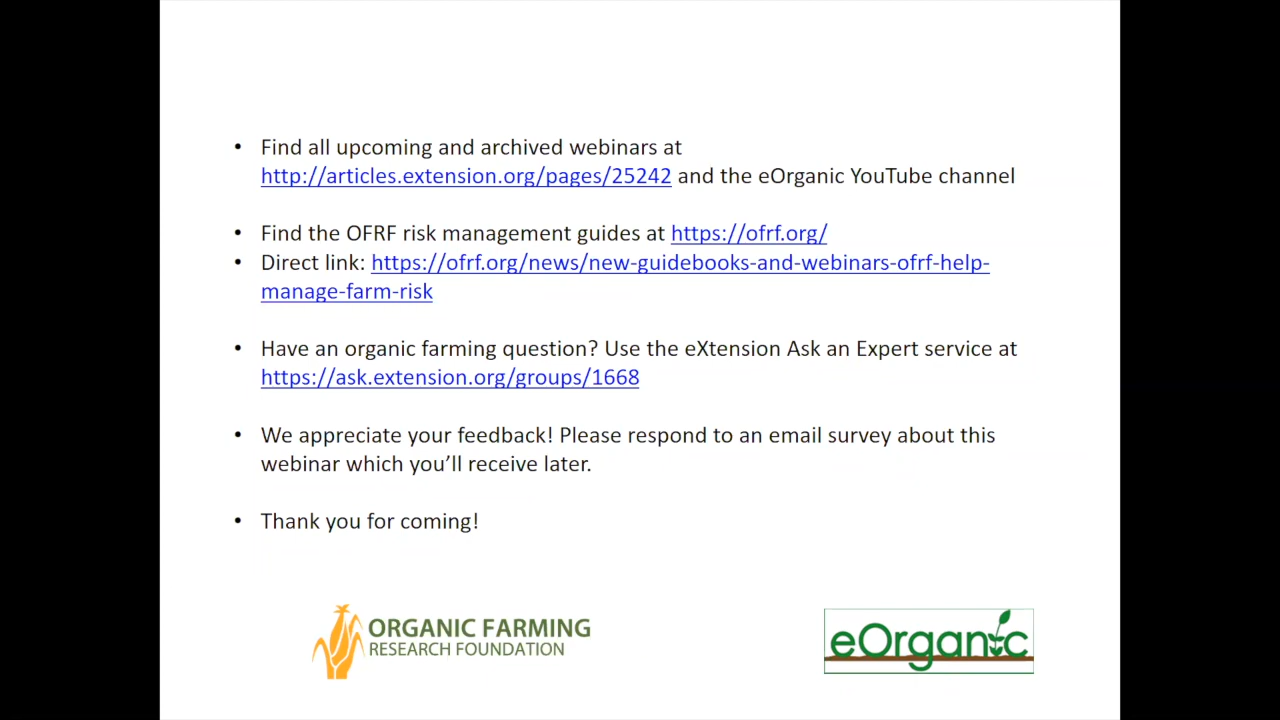 • Find all upcoming and archived webinars at
http://articles.extension.org/pages/25242 and the eOrganic YouTube channel
• Find the OFRF risk management guides at https://ofrf.org/
• Direct link: https://ofrf.org/news/new-guidebooks-and-webinars-ofrf-help-
manage-farm-risk
• Have an organic farming question? Use the eXtension Ask an Expert service at
https://ask.extension.org/groups/1668
• We appreciate your feedback! Please respond to an email survey about this
webinar which you’ll receive later.
• Thank you for coming!
ORGANIC FARMING
RESEARCH FOUNDATION
eOrganic